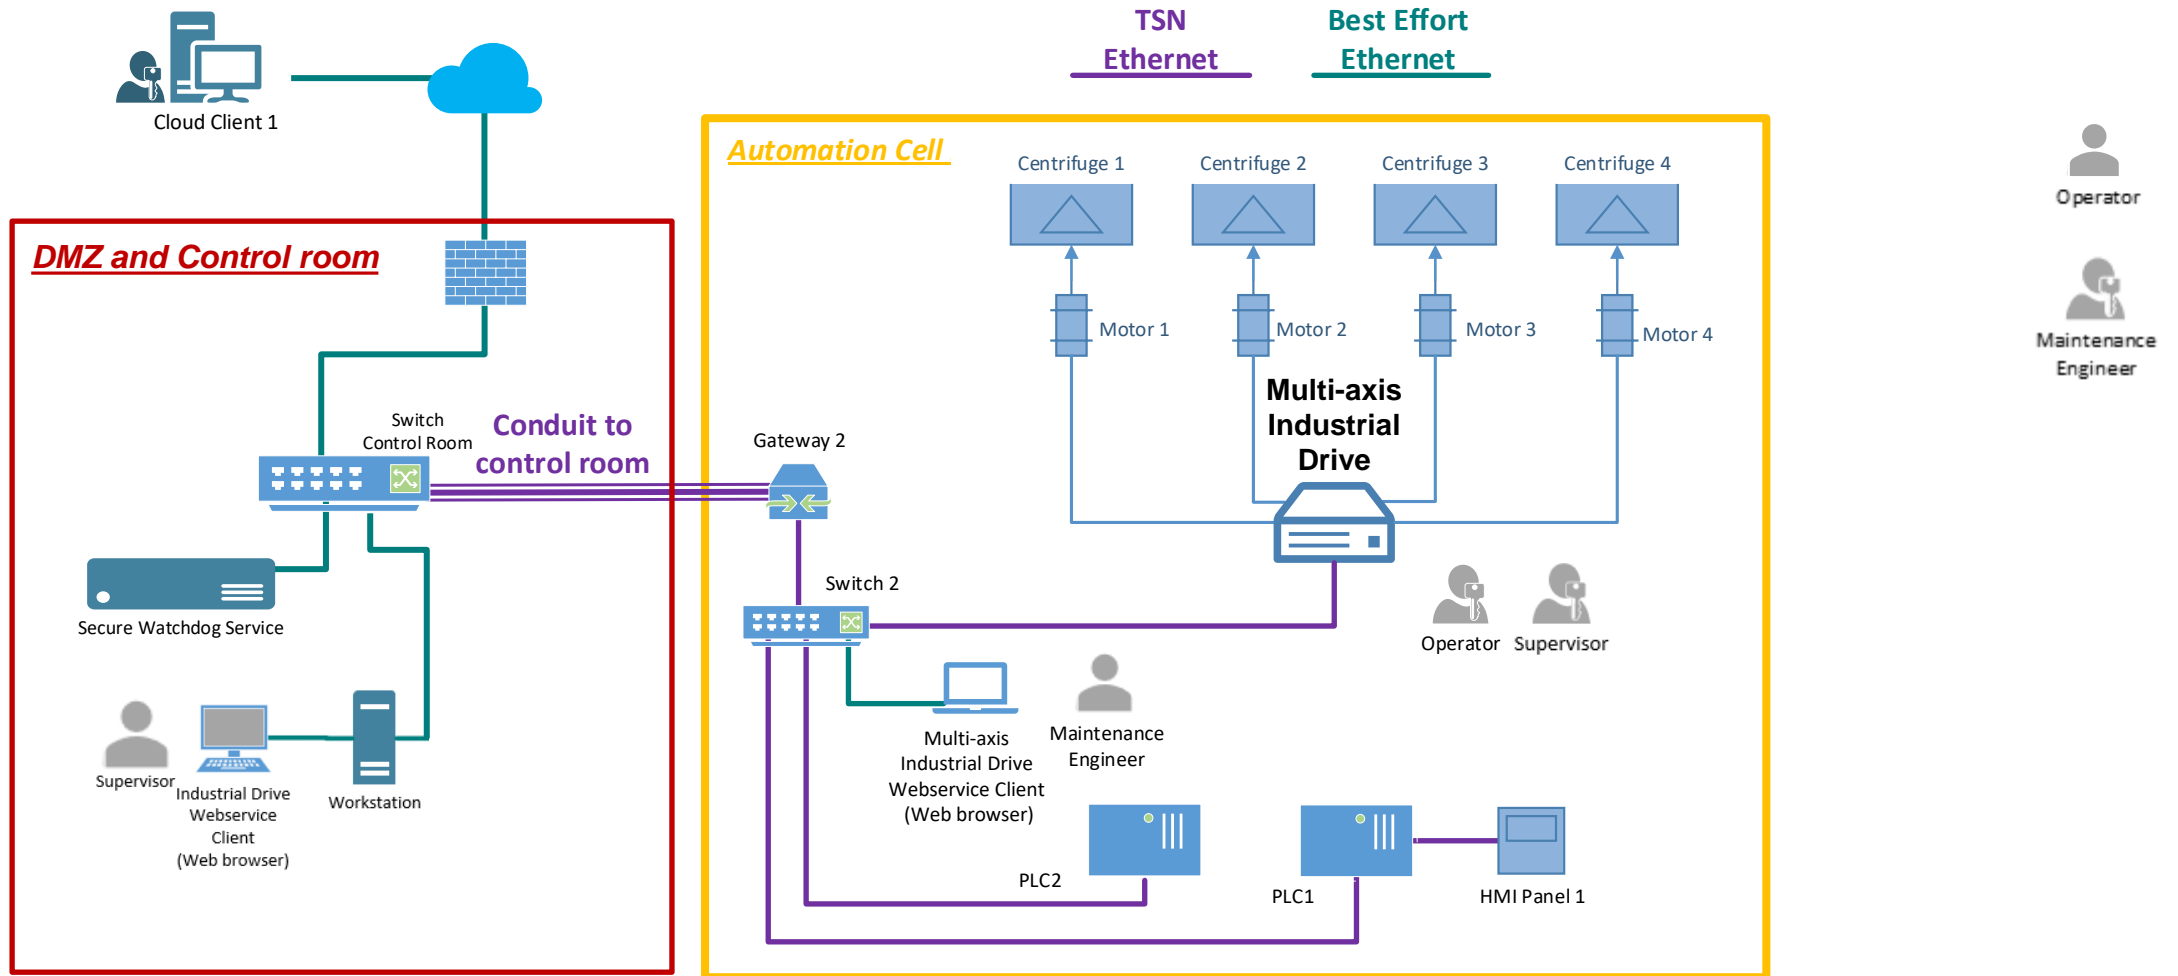 TSN
Ethernet
Best Effort
Ethernet
Cloud Client 1
DMZ and Control room
Switch
Control Room
Conduit to
control room
Secure Watchdog Service
Supervisor
Industrial Drive
Webservice
Client
(Web browser)
Workstation
Automation Cell
Centrifuge 1
Centrifuge 2
Centrifuge 3
Centrifuge 4
Motor 1
Motor 2
Motor 3
Motor 4
Multi-axis
Industrial
Drive
Gateway 2
Switch 2
Operator
Supervisor
Multi-axis
Industrial Drive
Webservice Client
(Web browser)
Maintenance
Engineer
PLC2
PLC1
HMI Panel 1
Operator
Maintenance
Engineer